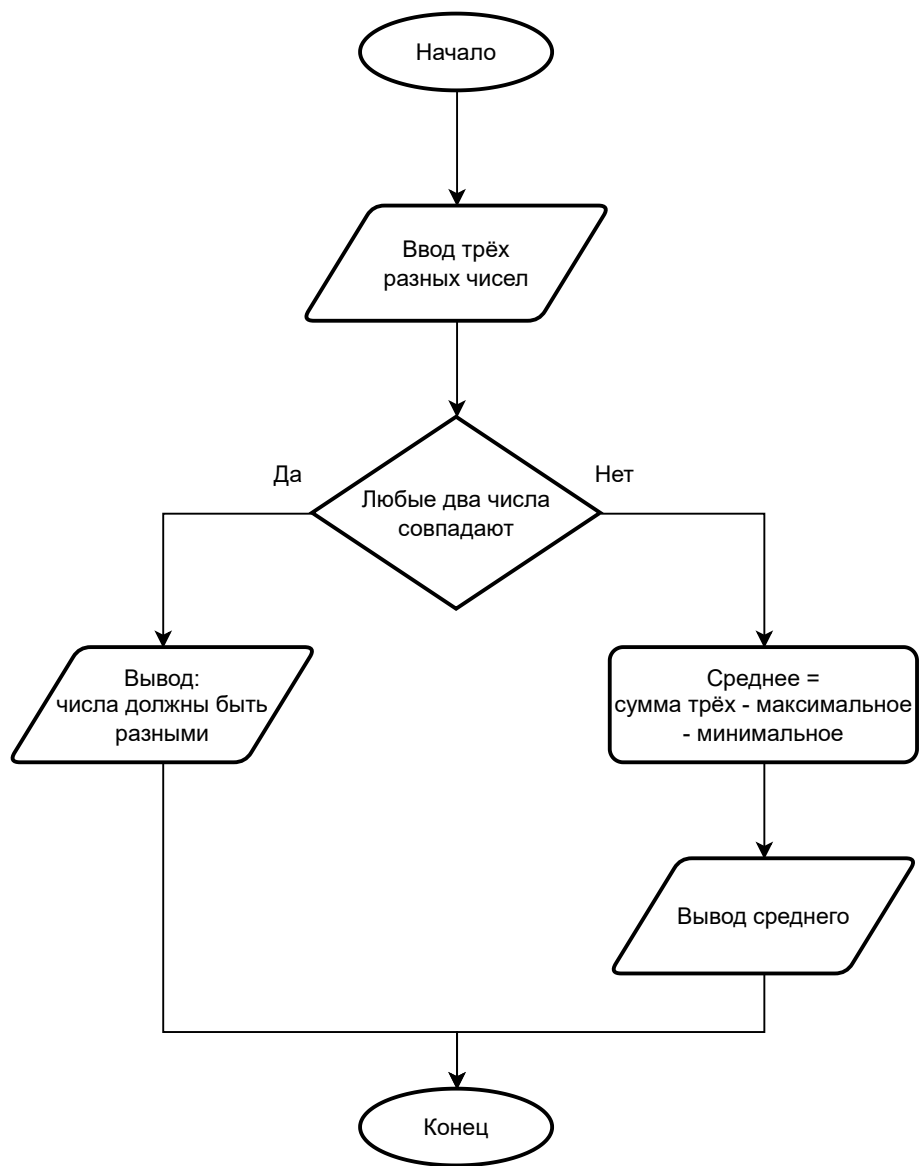 Начало
Ввод трёх
разных чисел
Да
Нет
Любые два числа
совпадают
Вывод:
числа должны быть
разными
Среднее =
сумма трёх - максимальное
- минимальное
Вывод среднего
Конец